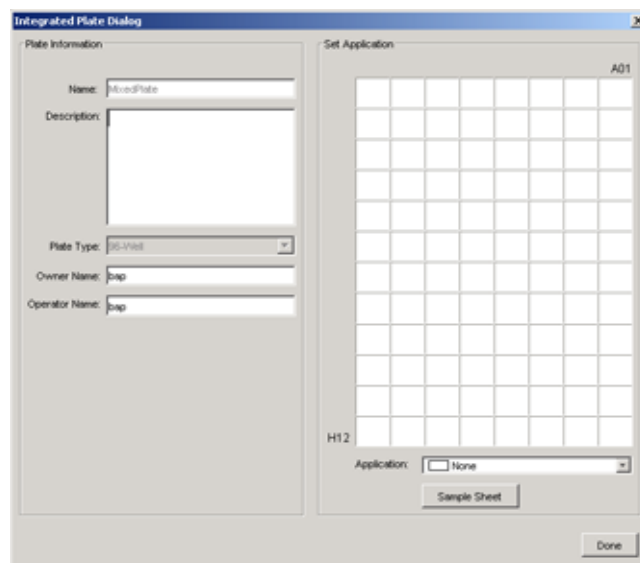 Integrated Plate Dialog
Plate Information
Name: MixedPlate
Description:
Plate Type: 96-Well
Owner Name: bap
Operator Name: bap
Set Application
A01
H12
Application: None
Sample Sheet
Done